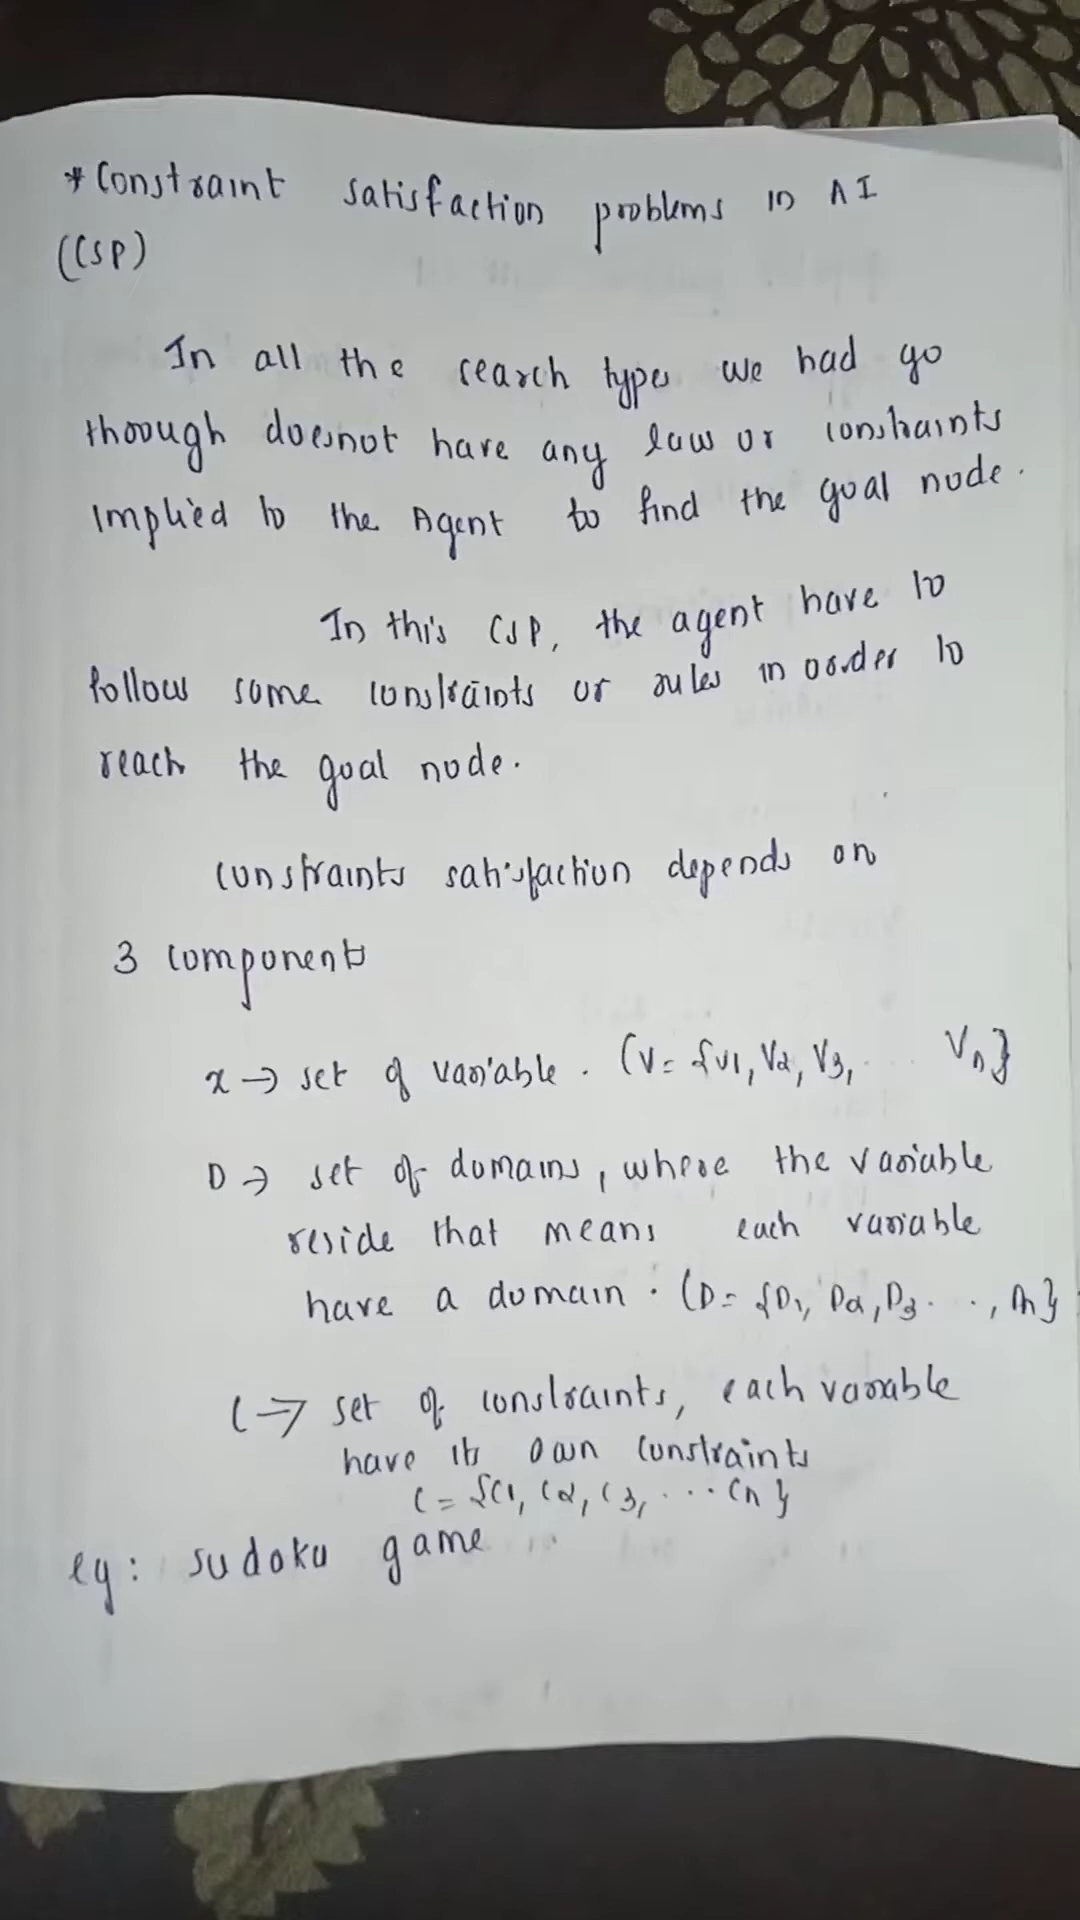 * Constraint satisfaction problems in AI
(CSP)
In all the search types we had go
thoough doesnot have any law or constraints
Implied to the Agent to find the goal node.
In this CSP, the agent have to
follow some constraints or rules in oorder to
reach the goal node.
constraints satisfaction depends on
3 components
x → set of variable. (V= {V1, V2, V3, ... Vn}
D → set of domains, where the variable
reside that means each variable
have a domain. (D= {D1, D2, D3. .., Dn}
C → set of constraints, each variable
have its own constraints
C = {C1, C2, C3, ... Cn}
eg: sudoku game